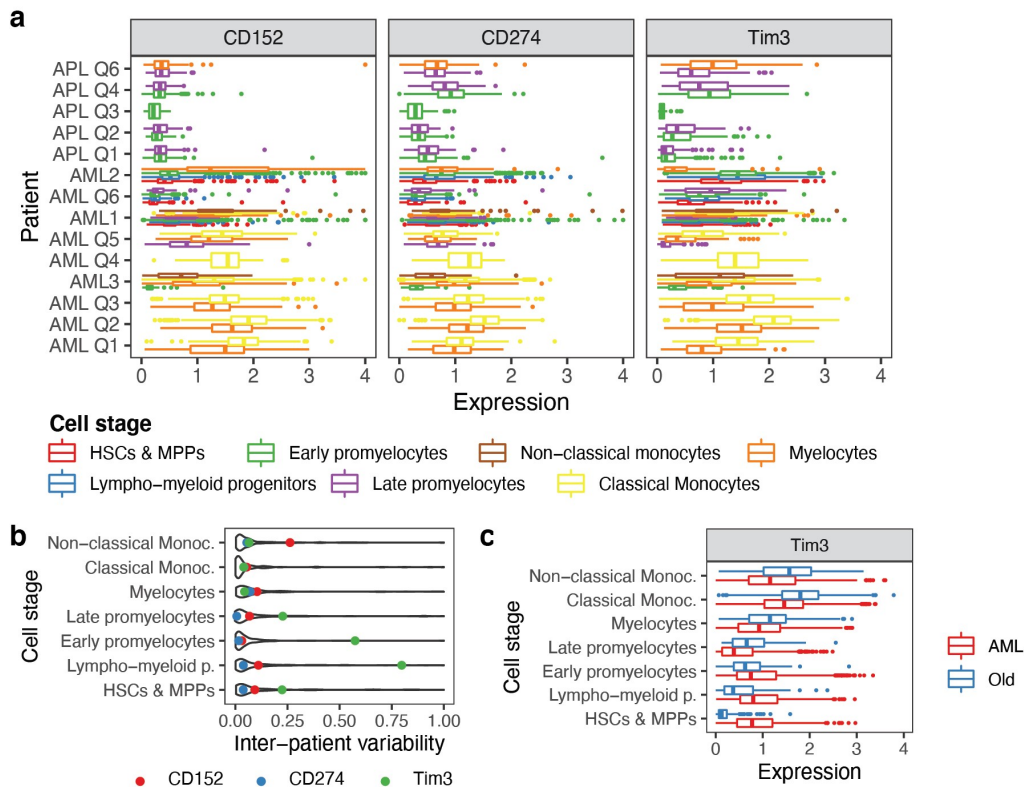 a
CD152 CD274 Tim3
Patient
APL Q6
APL Q4
APL Q3
APL Q2
APL Q1
AML2
AML Q6
AML1
AML Q5
AML Q4
AML3
AML Q3
AML Q2
AML Q1
0 1 2 3 4 0 1 2 3 4 0 1 2 3 4
Expression
Cell stage
HSCs & MPPs Early promyelocytes Non−classical monocytes Myelocytes
Lympho−myeloid progenitors Late promyelocytes Classical Monocytes
b
Cell stage
Non−classical Monoc.
Classical Monoc.
Myelocytes
Late promyelocytes
Early promyelocytes
Lympho−myeloid p.
HSCs & MPPs
0.00 0.25 0.50 0.75 1.00
Inter−patient variability
CD152 CD274 Tim3
c
Tim3
Cell stage
Non−classical Monoc.
Classical Monoc.
Myelocytes
Late promyelocytes
Early promyelocytes
Lympho−myeloid p.
HSCs & MPPs
0 1 2 3 4
Expression
AML
Old